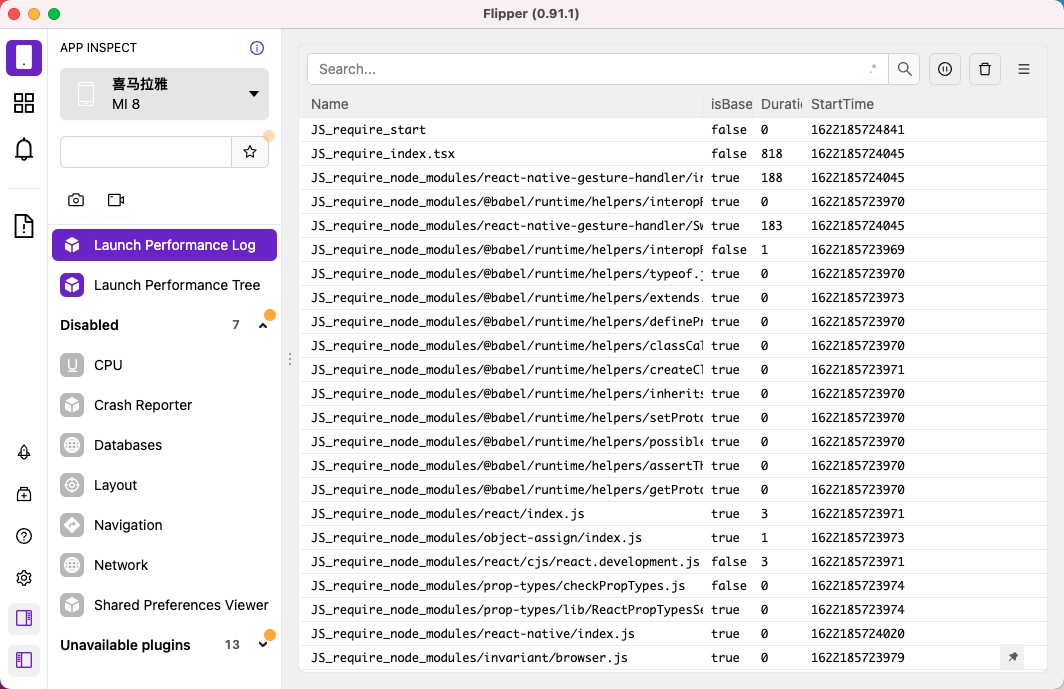 Flipper (0.91.1)
APP INSPECT
喜马拉雅
MI 8
Launch Performance Log
Launch Performance Tree
Disabled 7
CPU
Crash Reporter
Databases
Layout
Navigation
Network
Shared Preferences Viewer
Unavailable plugins 13
Search... .*
Name isBase Duratio StartTime
JS_require_start false 0 1622185724841
JS_require_index.tsx false 818 1622185724045
JS_require_node_modules/react-native-gesture-handler/in true 188 1622185724045
JS_require_node_modules/@babel/runtime/helpers/interopR true 0 1622185723970
JS_require_node_modules/react-native-gesture-handler/Sw true 183 1622185724045
JS_require_node_modules/@babel/runtime/helpers/interopR false 1 1622185723969
JS_require_node_modules/@babel/runtime/helpers/typeof.j true 0 1622185723970
JS_require_node_modules/@babel/runtime/helpers/extends. true 0 1622185723973
JS_require_node_modules/@babel/runtime/helpers/definePr true 0 1622185723970
JS_require_node_modules/@babel/runtime/helpers/classCal true 0 1622185723970
JS_require_node_modules/@babel/runtime/helpers/createCl true 0 1622185723971
JS_require_node_modules/@babel/runtime/helpers/inherits true 0 1622185723970
JS_require_node_modules/@babel/runtime/helpers/setProto true 0 1622185723970
JS_require_node_modules/@babel/runtime/helpers/possible true 0 1622185723970
JS_require_node_modules/@babel/runtime/helpers/assertTh true 0 1622185723970
JS_require_node_modules/@babel/runtime/helpers/getProto true 0 1622185723970
JS_require_node_modules/react/index.js true 3 1622185723971
JS_require_node_modules/object-assign/index.js true 1 1622185723973
JS_require_node_modules/react/cjs/react.development.js false 3 1622185723971
JS_require_node_modules/prop-types/checkPropTypes.js false 0 1622185723974
JS_require_node_modules/prop-types/lib/ReactPropTypesSe true 0 1622185723974
JS_require_node_modules/react-native/index.js true 0 1622185724020
JS_require_node_modules/invariant/browser.js true 0 1622185723979